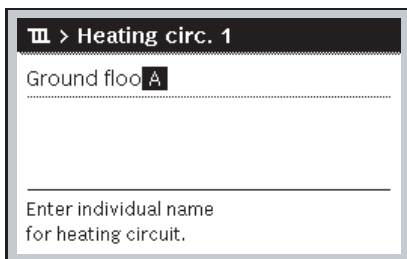 > Heating circ. 1
Ground flooA
Enter individual name
for heating circuit.